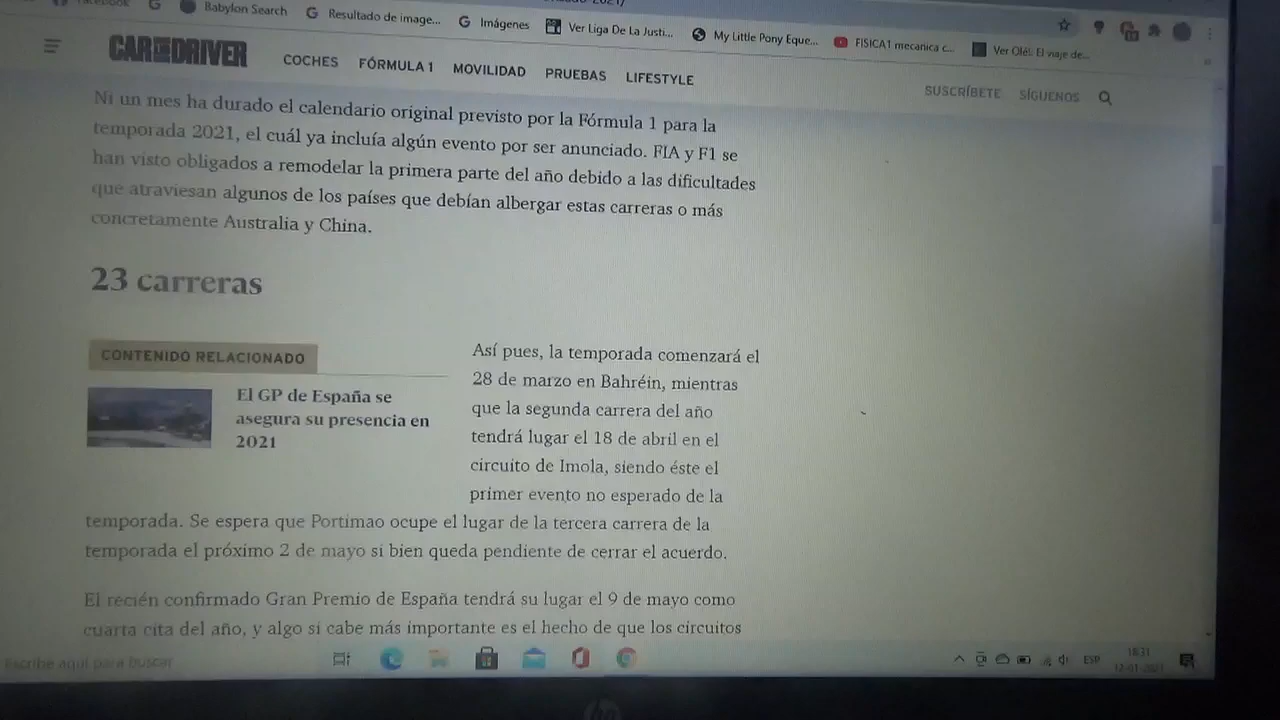 Babylon Search
Resultado de image...
Imágenes
Ver Liga De La Justi...
My Little Pony Eque...
FISICA1 mecanica c...
Ver Olé!: El viaje de...
CAR AND DRIVER
COCHES
FÓRMULA 1
MOVILIDAD
PRUEBAS
LIFESTYLE
SUSCRÍBETE
SÍGUENOS
Ni un mes ha durado el calendario original previsto por la Fórmula 1 para la
temporada 2021, el cuál ya incluía algún evento por ser anunciado. FIA y F1 se
han visto obligados a remodelar la primera parte del año debido a las dificultades
que atraviesan algunos de los países que debían albergar estas carreras o más
concretamente Australia y China.
23 carreras
CONTENIDO RELACIONADO
El GP de España se
asegura su presencia en
2021
Así pues, la temporada comenzará el
28 de marzo en Bahréin, mientras
que la segunda carrera del año
tendrá lugar el 18 de abril en el
circuito de Imola, siendo éste el
primer evento no esperado de la
temporada. Se espera que Portimao ocupe el lugar de la tercera carrera de la
temporada el próximo 2 de mayo si bien queda pendiente de cerrar el acuerdo.
El recién confirmado Gran Premio de España tendrá su lugar el 9 de mayo como
cuarta cita del año, y algo si cabe más importante es el hecho de que los circuitos
Escribe aquí para buscar
ESP
18:31
12-01-2021
hp